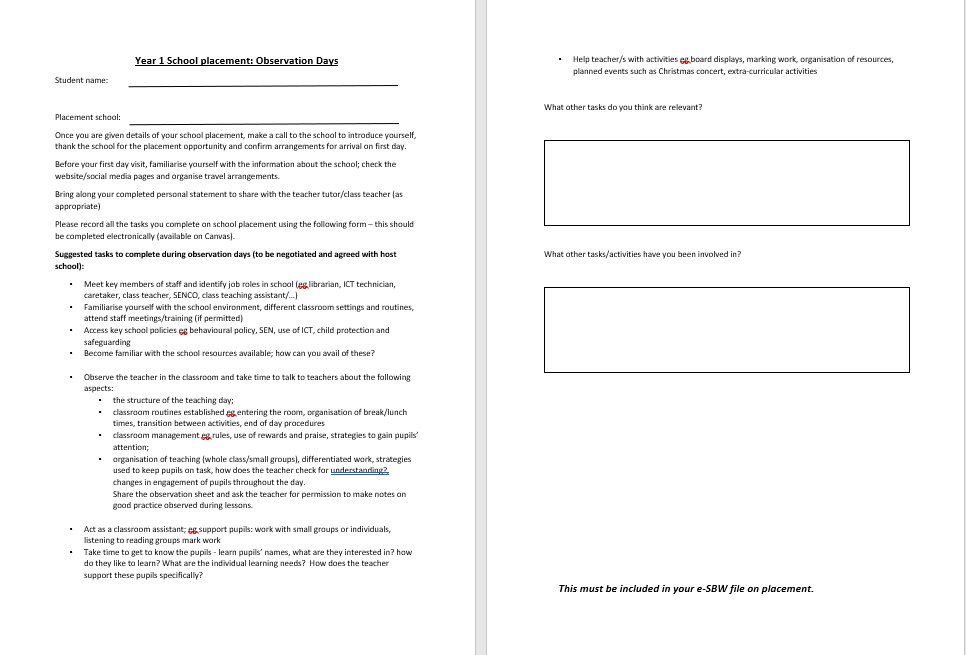 Year 1 School placement: Observation Days
Student name:
Placement school:
Once you are given details of your school placement, make a call to the school to introduce yourself,
thank the school for the placement opportunity and confirm arrangements for arrival on first day.
Before your first day visit, familiarise yourself with the information about the school; check the
website/social media pages and organise travel arrangements.
Bring along your completed personal statement to share with the teacher tutor/class teacher (as
appropriate)
Please record all the tasks you complete on school placement using the following form – this should
be completed electronically (available on Canvas).
Suggested tasks to complete during observation days (to be negotiated and agreed with host
school):
• Meet key members of staff and identify job roles in school (eg librarian, ICT technician,
caretaker, class teacher, SENCO, class teaching assistant/...)
• Familiarise yourself with the school environment, different classroom settings and routines,
attend staff meetings/training (if permitted)
• Access key school policies eg behavioural policy, SEN, use of ICT, child protection and
safeguarding
• Become familiar with the school resources available; how can you avail of these?
• Observe the teacher in the classroom and take time to talk to teachers about the following
aspects:
• the structure of the teaching day;
• classroom routines established eg entering the room, organisation of break/lunch
times, transition between activities, end of day procedures
• classroom management eg rules, use of rewards and praise, strategies to gain pupils'
attention;
• organisation of teaching (whole class/small groups), differentiated work, strategies
used to keep pupils on task, how does the teacher check for understanding?,
changes in engagement of pupils throughout the day.
Share the observation sheet and ask the teacher for permission to make notes on
good practice observed during lessons.
• Act as a classroom assistant; eg support pupils: work with small groups or individuals,
listening to reading groups mark work
• Take time to get to know the pupils - learn pupils' names, what are they interested in? how
do they like to learn? What are the individual learning needs? How does the teacher
support these pupils specifically?
• Help teacher/s with activities eg board displays, marking work, organisation of resources,
planned events such as Christmas concert, extra-curricular activities
What other tasks do you think are relevant?
What other tasks/activities have you been involved in?
This must be included in your e-SBW file on placement.